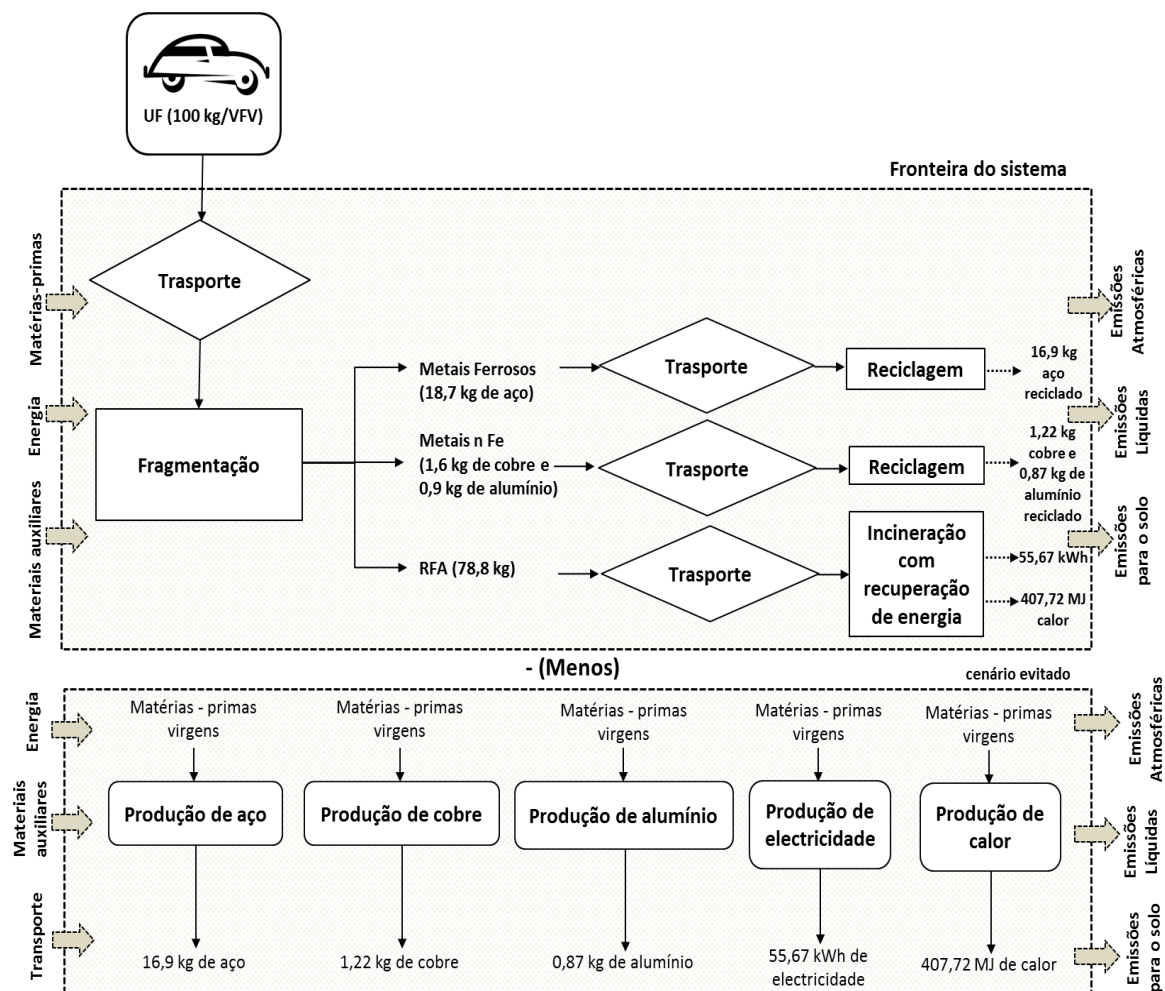 UF (100 kg/VFV)
Fronteira do sistema
Matérias-primas
Energia
Materiais auxiliares
Trasporte
Fragmentação
Metais Ferrosos
(18,7 kg de aço)
Trasporte
Reciclagem
16,9 kg
aço
reciclado
Metais n Fe
(1,6 kg de cobre e
0,9 kg de alumínio)
Trasporte
Reciclagem
1,22 kg
cobre e
0,87 kg de
alumínio
reciclado
RFA (78,8 kg)
Trasporte
Incineração
com
recuperação
de energia
55,67 kWh
407,72 MJ
calor
Emissões
Atmosféricas
Emissões
Líquidas
Emissões
para o solo
- (Menos)
cenário evitado
Energia
Materiais
auxiliares
Transporte
Matérias - primas
virgens
Matérias - primas
virgens
Matérias - primas
virgens
Matérias - primas
virgens
Matérias - primas
virgens
Produção de aço
Produção de cobre
Produção de alumínio
Produção de
electricidade
Produção de
calor
16,9 kg de aço
1,22 kg de cobre
0,87 kg de alumínio
55,67 kWh de
electricidade
407,72 MJ de calor
Emissões
Atmosféricas
Emissões
Líquidas
Emissões
para o solo